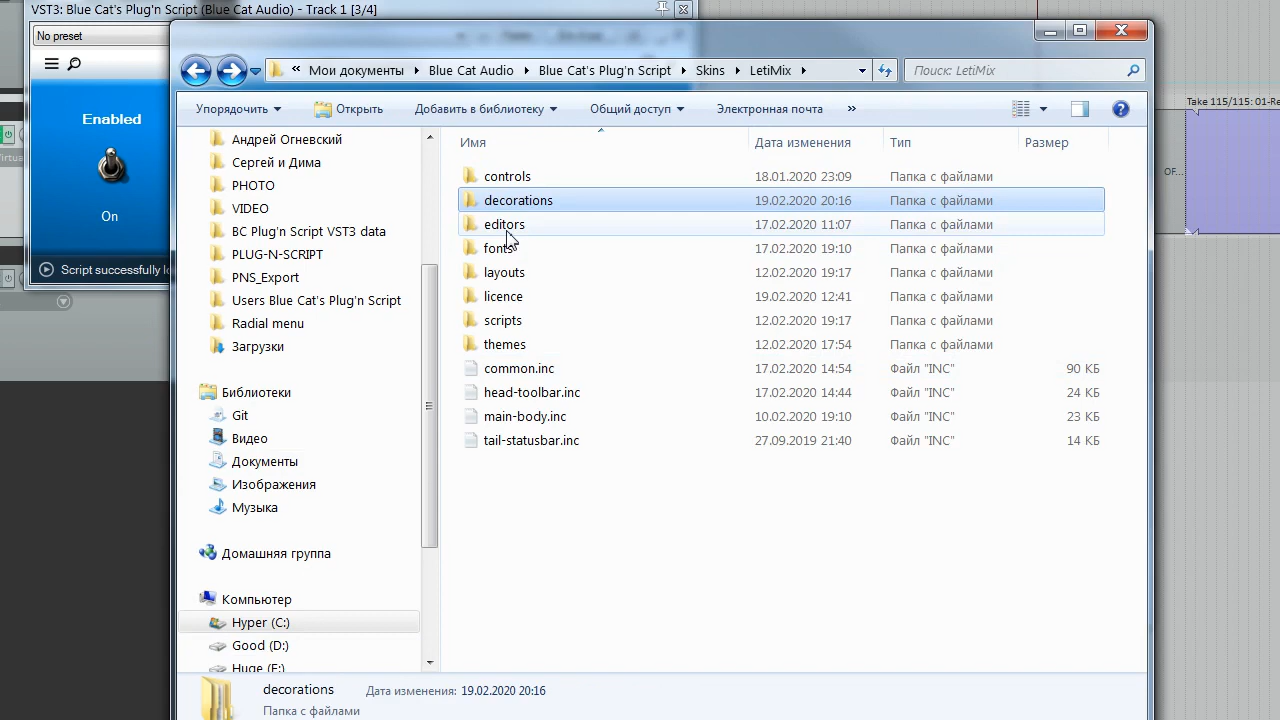 VST3: Blue Cat's Plug'n Script (Blue Cat Audio) - Track 1 [3/4]
No preset
Enabled
On
Script successfully lo
Мои документы
Blue Cat Audio
Blue Cat's Plug'n Script
Skins
LetiMix
Поиск: LetiMix
Упорядочить
Открыть
Добавить в библиотеку
Общий доступ
Электронная почта
»
Андрей Огневский
Сергей и Дима
PHOTO
VIDEO
BC Plug'n Script VST3 data
PLUG-N-SCRIPT
PNS_Export
Users Blue Cat's Plug'n Script
Radial menu
Загрузки
Библиотеки
Git
Видео
Документы
Изображения
Музыка
Домашняя группа
Компьютер
Hyper (C:)
Good (D:)
Huge (E:)
Имя Дата изменения Тип Размер
controls 18.01.2020 23:09 Папка с файлами
decorations 19.02.2020 20:16 Папка с файлами
editors 17.02.2020 11:07 Папка с файлами
fonts 17.02.2020 19:10 Папка с файлами
layouts 12.02.2020 19:17 Папка с файлами
licence 19.02.2020 12:41 Папка с файлами
scripts 12.02.2020 19:17 Папка с файлами
themes 12.02.2020 17:54 Папка с файлами
common.inc 17.02.2020 14:54 Файл "INC" 90 КБ
head-toolbar.inc 17.02.2020 14:44 Файл "INC" 24 КБ
main-body.inc 10.02.2020 19:10 Файл "INC" 23 КБ
tail-statusbar.inc 27.09.2019 21:40 Файл "INC" 14 КБ
decorations Дата изменения: 19.02.2020 20:16
Папка с файлами
Take 115/115: 01-Re
OF...